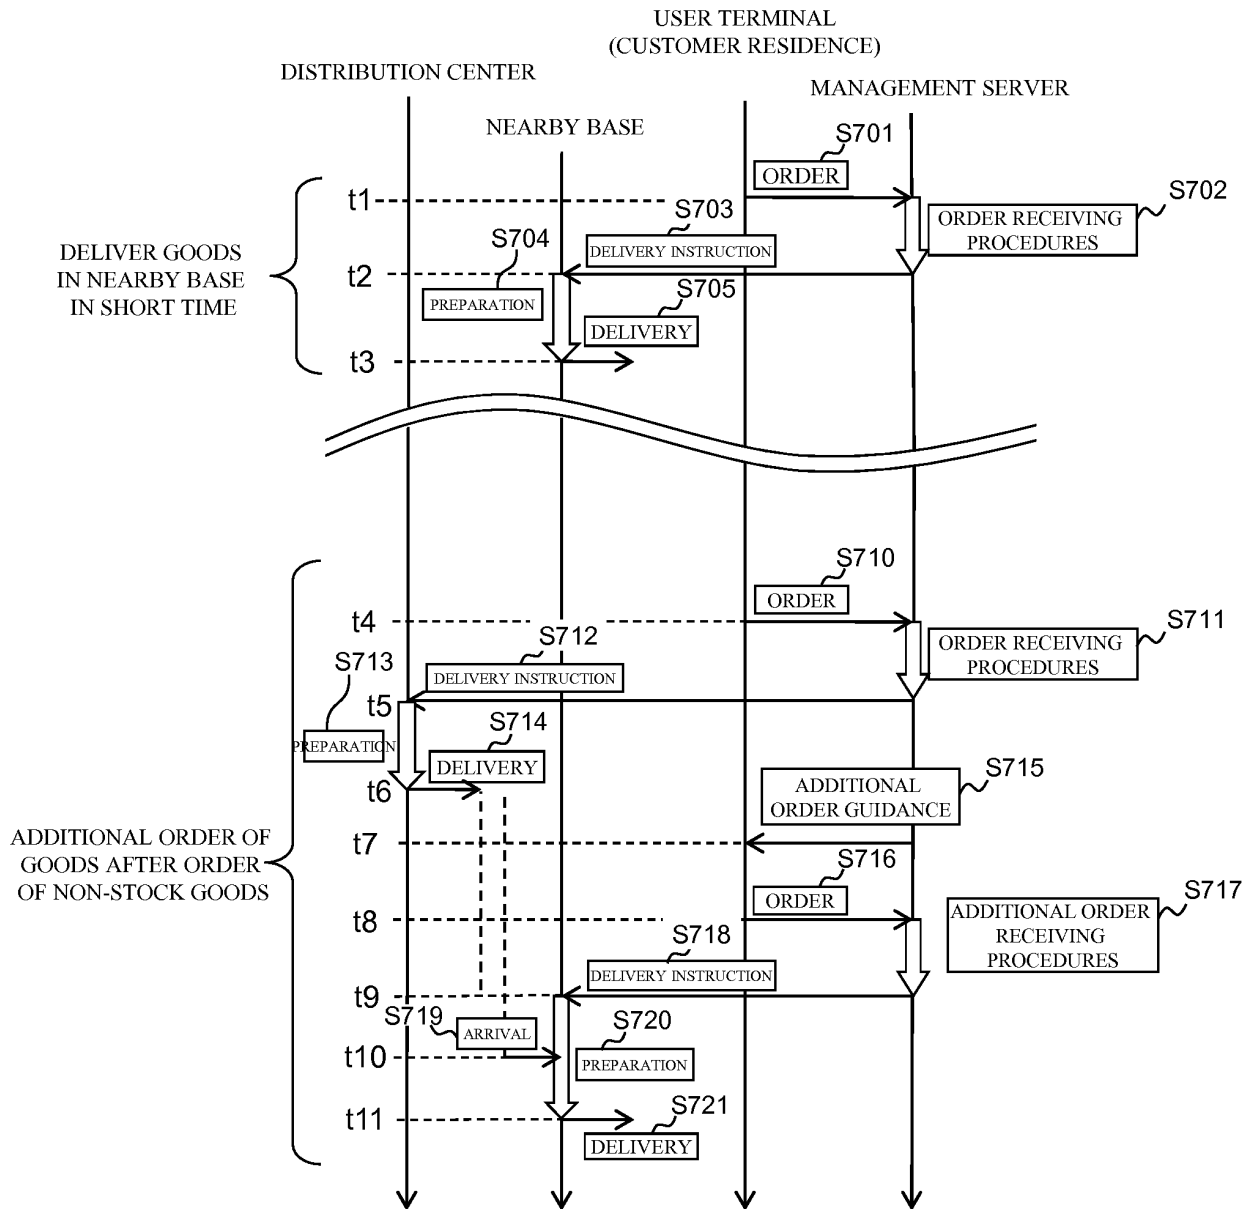 USER TERMINAL
(CUSTOMER RESIDENCE)
DISTRIBUTION CENTER
MANAGEMENT SERVER
NEARBY BASE
S701
ORDER
t1
S702
ORDER RECEIVING
PROCEDURES
S703
DELIVERY INSTRUCTION
S704
DELIVER GOODS
IN NEARBY BASE
IN SHORT TIME
t2
PREPARATION
S705
DELIVERY
t3
S710
ORDER
t4
S711
ORDER RECEIVING
PROCEDURES
S712
DELIVERY INSTRUCTION
S713
t5
PREPARATION
S714
DELIVERY
t6
S715
ADDITIONAL
ORDER GUIDANCE
ADDITIONAL ORDER OF
GOODS AFTER ORDER
OF NON-STOCK GOODS
t7
S716
ORDER
t8
S717
ADDITIONAL ORDER
RECEIVING
PROCEDURES
S718
DELIVERY INSTRUCTION
t9
S719
ARRIVAL
S720
PREPARATION
t10
t11
S721
DELIVERY